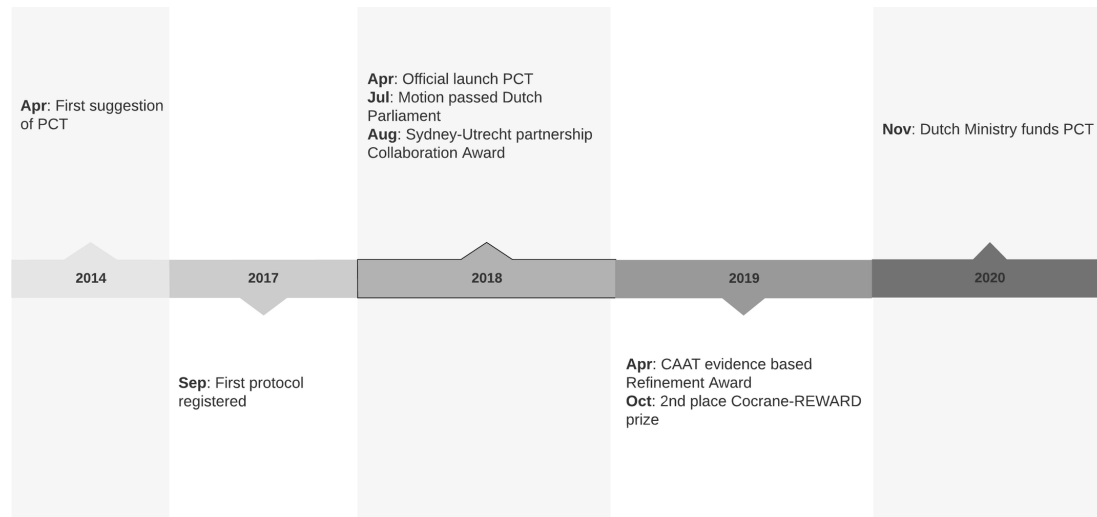 Apr: First suggestion
of PCT
2014
2017
Sep: First protocol
registered
Apr: Official launch PCT
Jul: Motion passed Dutch
Parliament
Aug: Sydney-Utrecht partnership
Collaboration Award
2018
2019
Apr: CAAT evidence based
Refinement Award
Oct: 2nd place Cocrane-REWARD
prize
Nov: Dutch Ministry funds PCT
2020